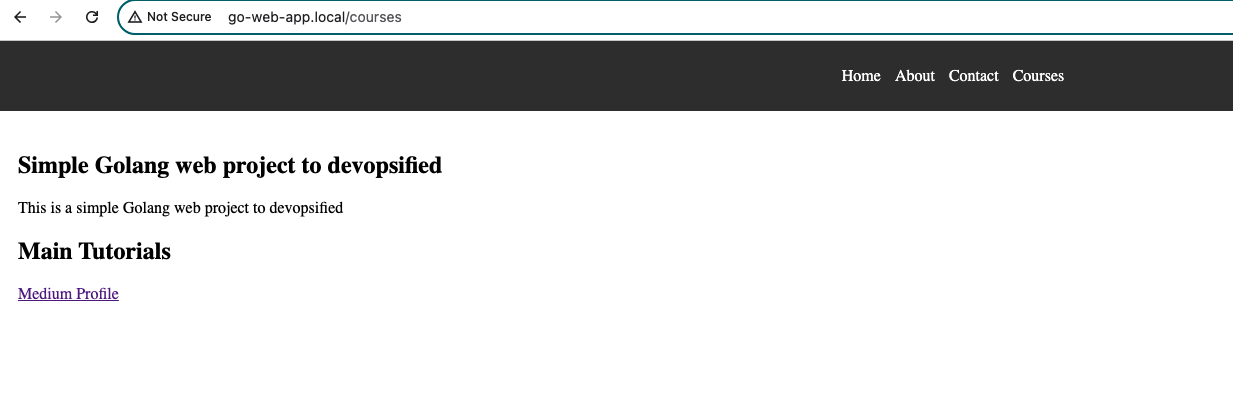 Not Secure go-web-app.local/courses
Home About Contact Courses
Simple Golang web project to devopsified
This is a simple Golang web project to devopsified
Main Tutorials
Medium Profile